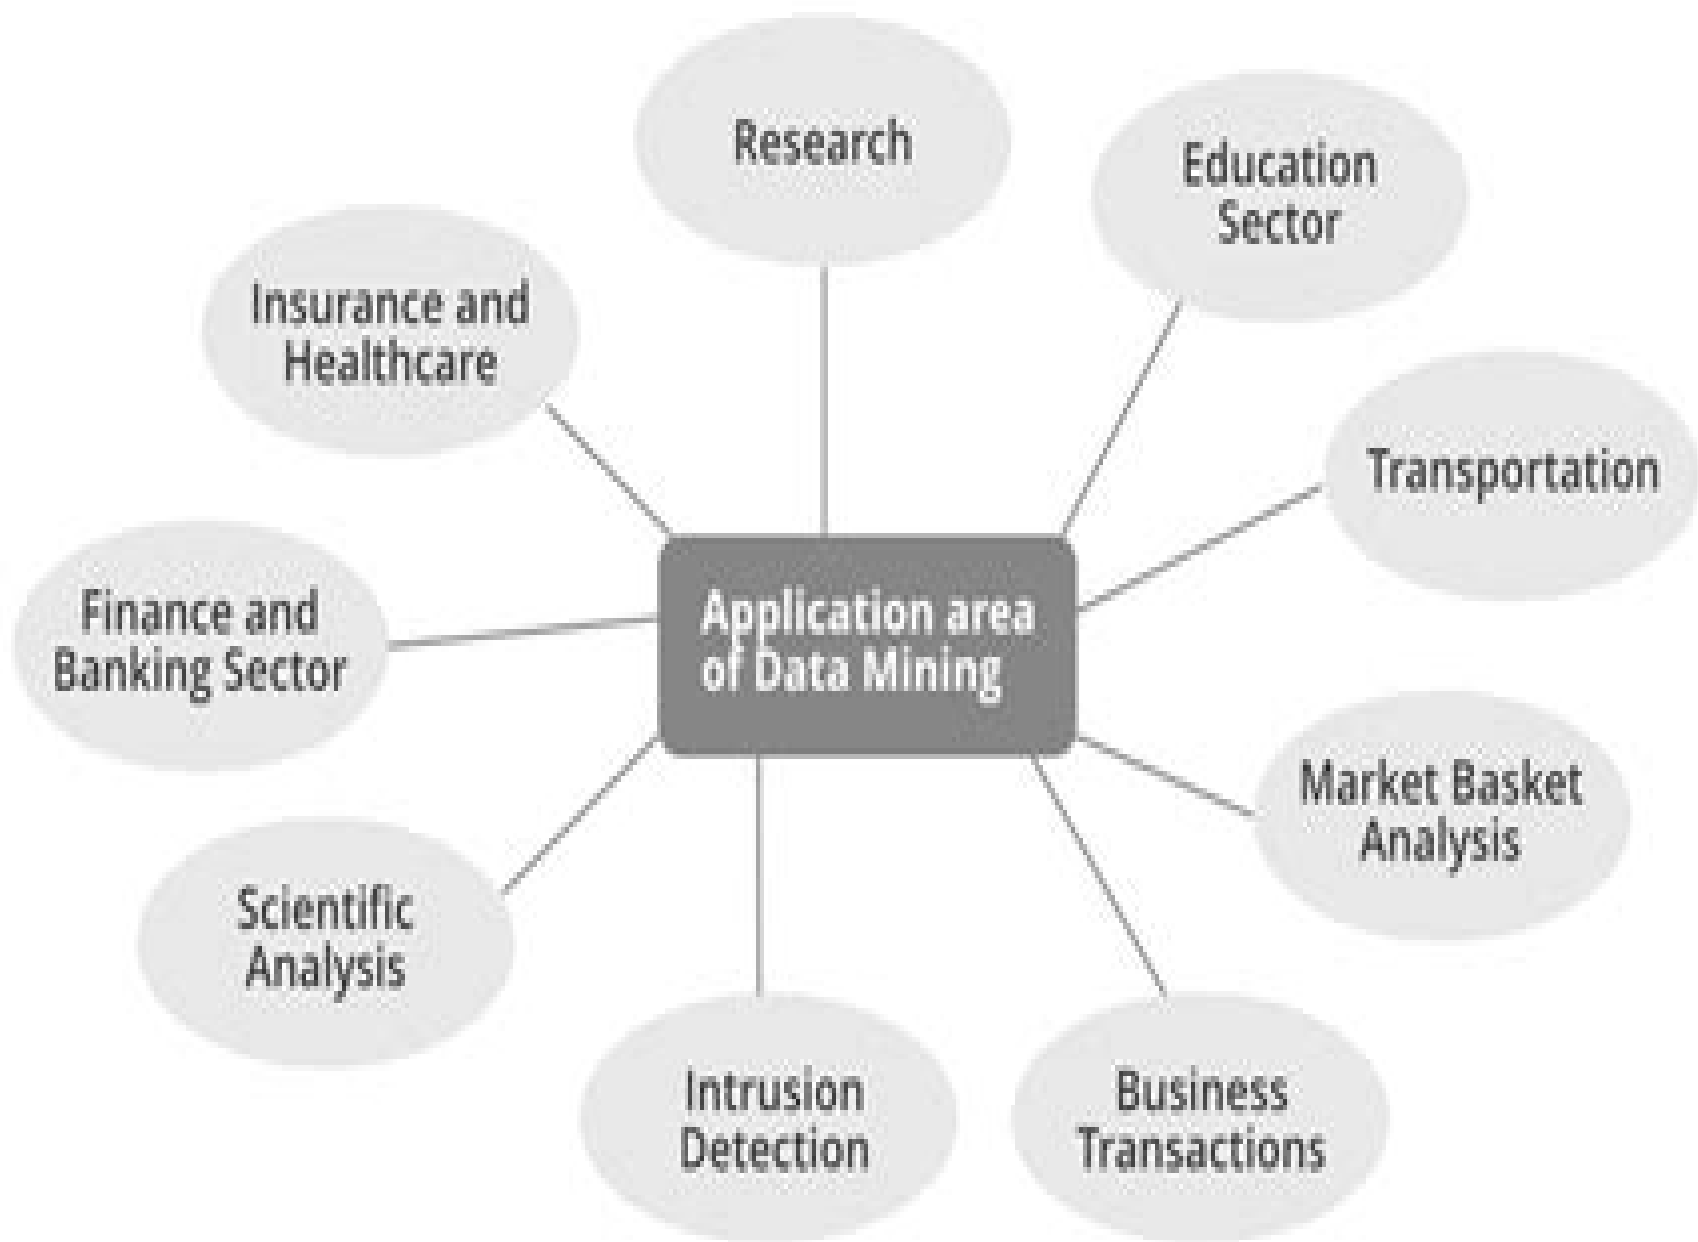 Research
Education
Sector
Insurance and
Healthcare
Transportation
Finance and
Banking Sector
Application area
of Data Mining
Market Basket
Analysis
Scientific
Analysis
Intrusion
Detection
Business
Transactions